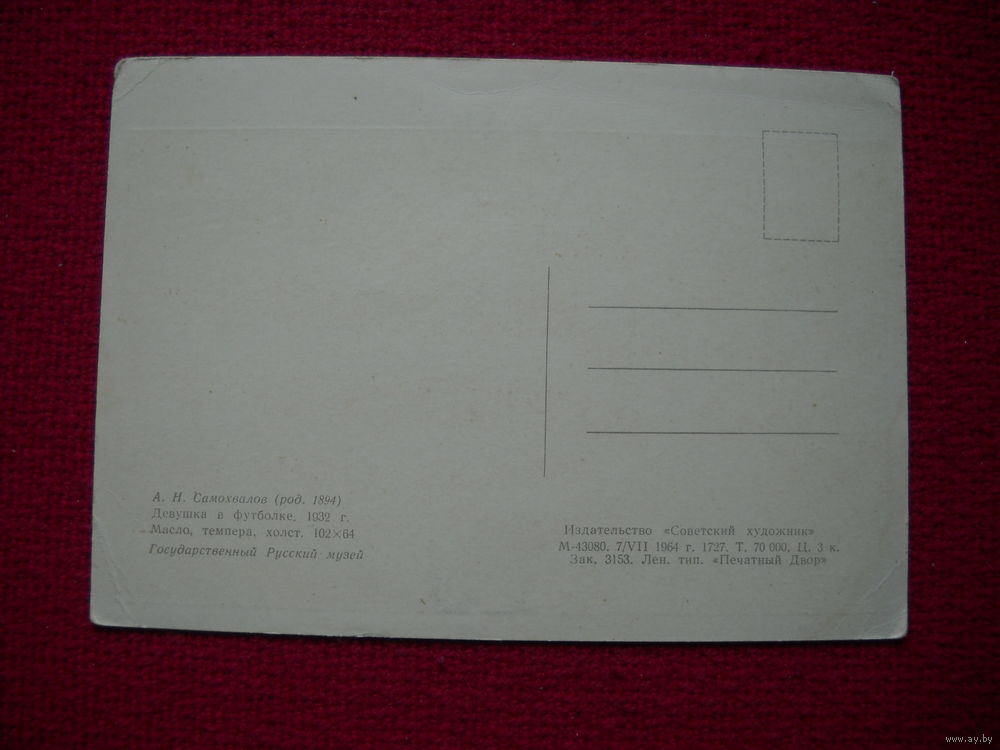 А. Н. Самохвалов (род. 1894)
Девушка в футболке. 1932 г.
Масло, темпера, холст. 102×64
Государственный Русский музей
Издательство «Советский художник»
М-43080. 7/VII 1964 г. 1727. Т. 70 000. Ц. 3 к.
Зак. 3153. Лен. тип. «Печатный Двор»
www.ay.by